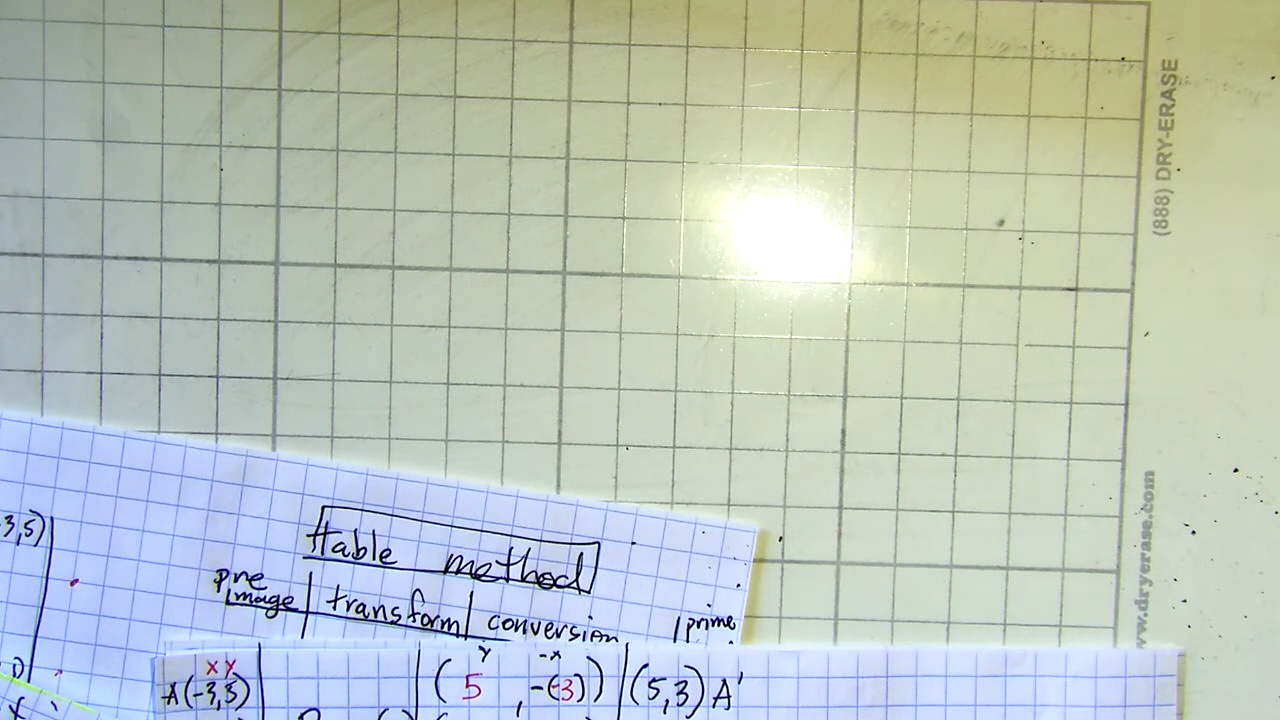 (888) DRY-ERASE
www.dryerase.com
3,5)
table method
pre image | transform | conversion | prime
x y
y -x
A(-3,5) | (5, -(-3)) | (5,3) A'